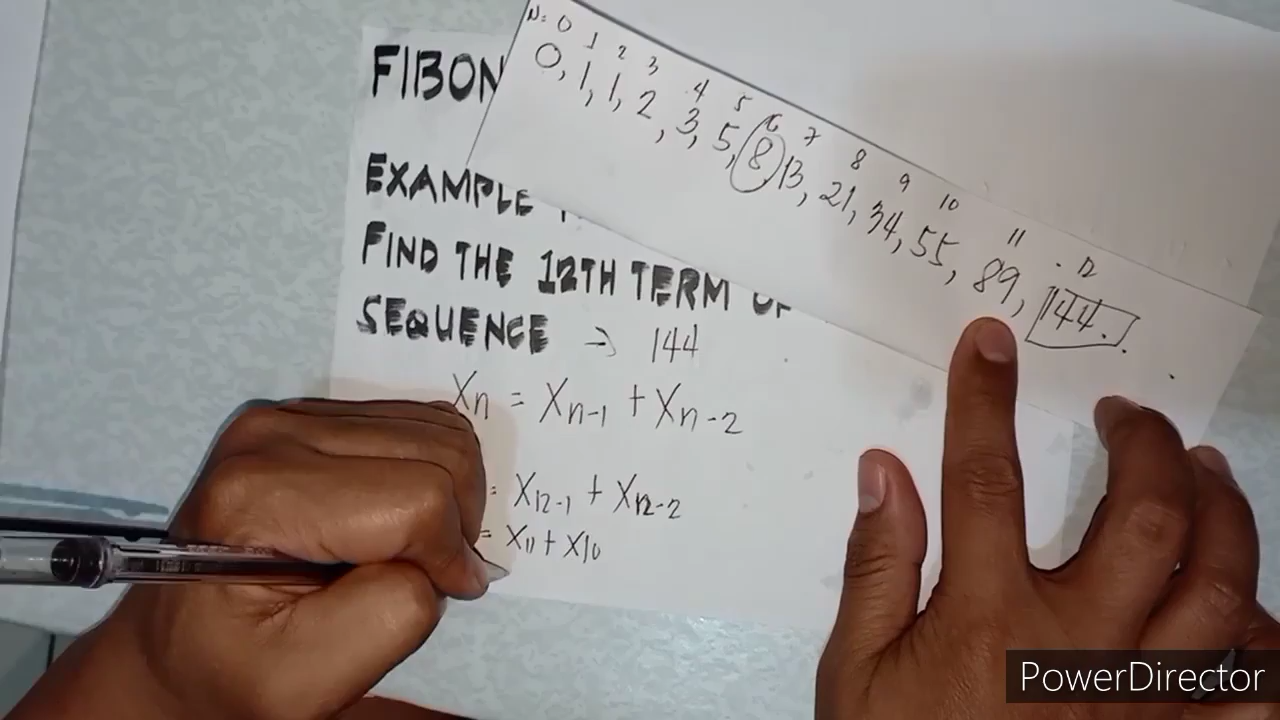 N: 0 1 2 3 4 5 6 7 8 9 10 11 . 12
0, 1, 1, 2, 3, 5, 8 13, 21, 34, 55, 89, 144.
FIBON
EXAMPLE
FIND THE 12TH TERM OF
SEQUENCE → 144
Xn = Xn-1 + Xn-2
= X12-1 + X12-2
= X11 + X10
PowerDirector